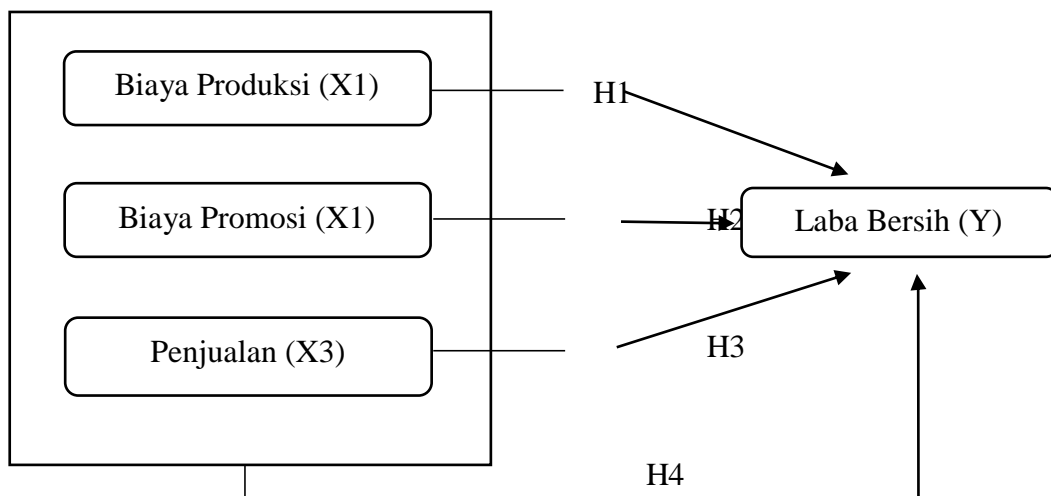 Biaya Produksi (X1)
H1
Biaya Promosi (X1)
H2
Laba Bersih (Y)
Penjualan (X3)
H3
H4